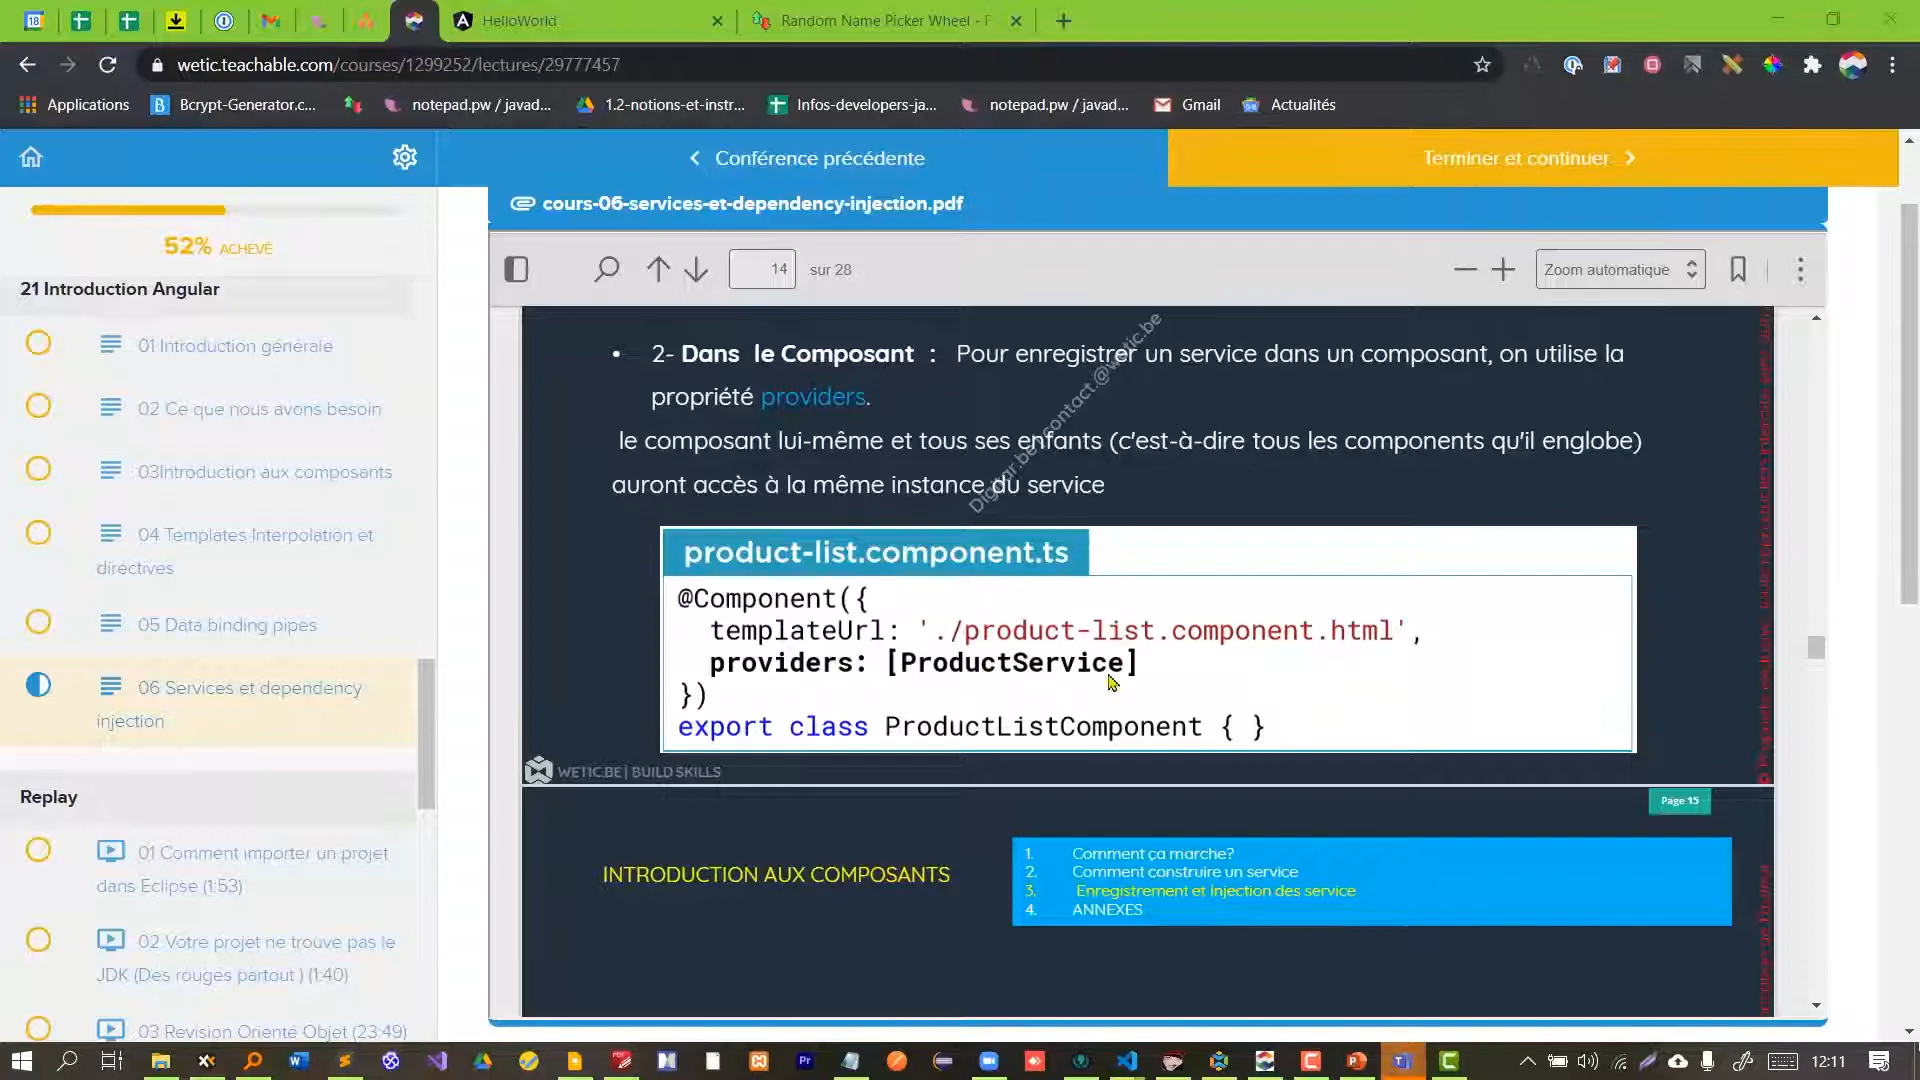 18
HelloWorld
Random Name Picker Wheel - F
wetic.teachable.com/courses/1299252/lectures/29777457
Applications
Bcrypt-Generator.c...
notepad.pw / javad...
1.2-notions-et-instr...
Infos-developers-ja...
notepad.pw / javad...
Gmail
Actualités
Conférence précédente
Terminer et continuer
cours-06-services-et-dependency-injection.pdf
52% ACHEVÉ
14 sur 28
Zoom automatique
21 Introduction Angular
01 Introduction générale
02 Ce que nous avons besoin
03Introduction aux composants
04 Templates Interpolation et
directives
05 Data binding pipes
06 Services et dependency
injection
Replay
01 Comment importer un projet
dans Eclipse (1:53)
02 Votre projet ne trouve pas le
JDK (Des rouges partout ) (1:40)
03 Revision Orienté Objet (23:49)
• 2- Dans le Composant : Pour enregistrer un service dans un composant, on utilise la
propriété providers.
le composant lui-même et tous ses enfants (c'est-à-dire tous les components qu'il englobe)
auront accès à la même instance du service
product-list.component.ts
@Component({
templateUrl: './product-list.component.html',
providers: [ProductService]
})
export class ProductListComponent { }
WETIC.BE | BUILD SKILLS
Page 15
INTRODUCTION AUX COMPOSANTS
1. Comment ça marche?
2. Comment construire un service
3. Enregistrement et Injection des service
4. ANNEXES
12:11